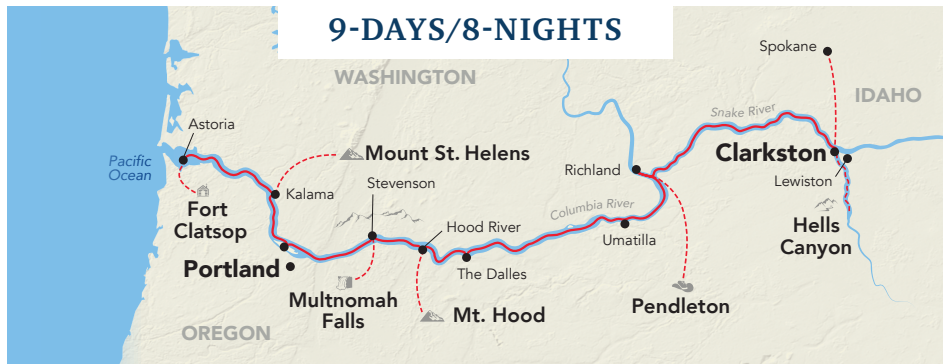 9-DAYS/8-NIGHTS
Spokane
WASHINGTON
IDAHO
Snake River
Astoria
Pacific
Ocean
Mount St. Helens
Clarkston
Richland
Lewiston
Stevenson
Kalama
Fort
Clatsop
Columbia River
Hood River
Umatilla
Hells
Canyon
Portland
The Dalles
Multnomah
Falls
Mt. Hood
Pendleton
OREGON